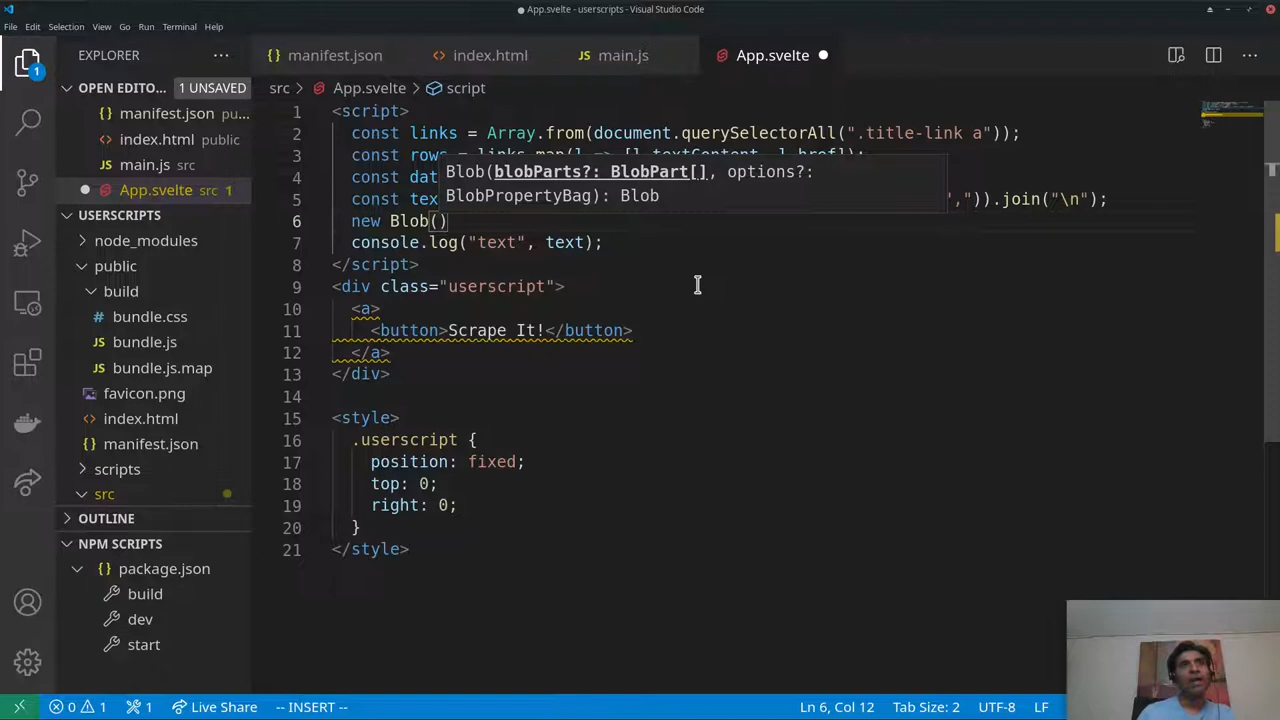 ● App.svelte - userscripts - Visual Studio Code
File Edit Selection View Go Run Terminal Help
EXPLORER
manifest.json
index.html
main.js
App.svelte
OPEN EDITO... 1 UNSAVED
manifest.json pu...
index.html public
main.js src
App.svelte src 1
USERSCRIPTS
node_modules
public
build
bundle.css
bundle.js
bundle.js.map
favicon.png
index.html
manifest.json
scripts
src
OUTLINE
NPM SCRIPTS
package.json
build
dev
start
src > App.svelte > script
1 <script>
2 const links = Array.from(document.querySelectorAll(".title-link a"));
3 const rows = links.map(l => [l.textContent, l.href]);
4 const dat
5 const tex ',')).join("\n");
Blob(blobParts?: BlobPart[], options?:
BlobPropertyBag): Blob
6 new Blob()
7 console.log("text", text);
8 </script>
9 <div class="userscript">
10 <a>
11 <button>Scrape It!</button>
12 </a>
13 </div>
14
15 <style>
16 .userscript {
17 position: fixed;
18 top: 0;
19 right: 0;
20 }
21 </style>
1
0 1 1 Live Share -- INSERT -- Ln 6, Col 12 Tab Size: 2 UTF-8 LF